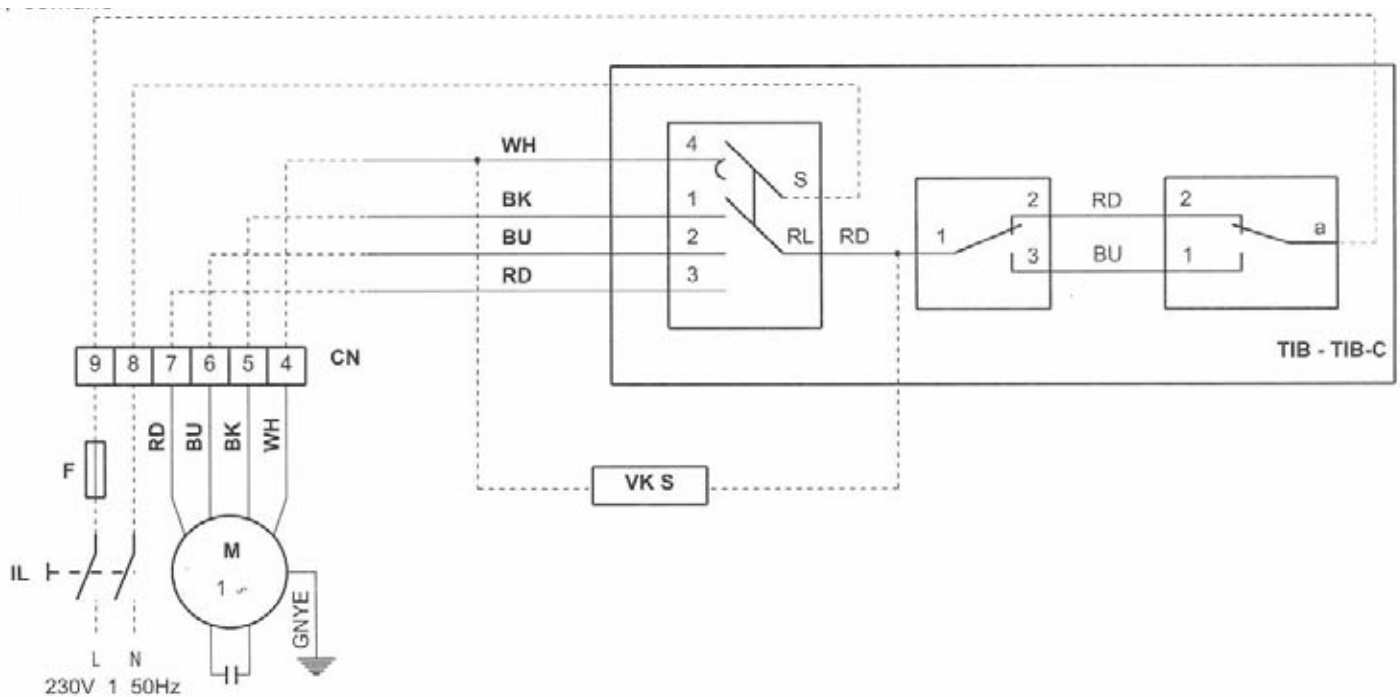 WH
4
S
BK
1
BU
2
RL RD
RD
3
1
2 RD 2
3 BU 1
a
TIB - TIB-C
9 8 7 6 5 4 CN
RD BU BK WH
F
VK S
M
1 ~
IL
GNYE
L N
230V 1 50Hz